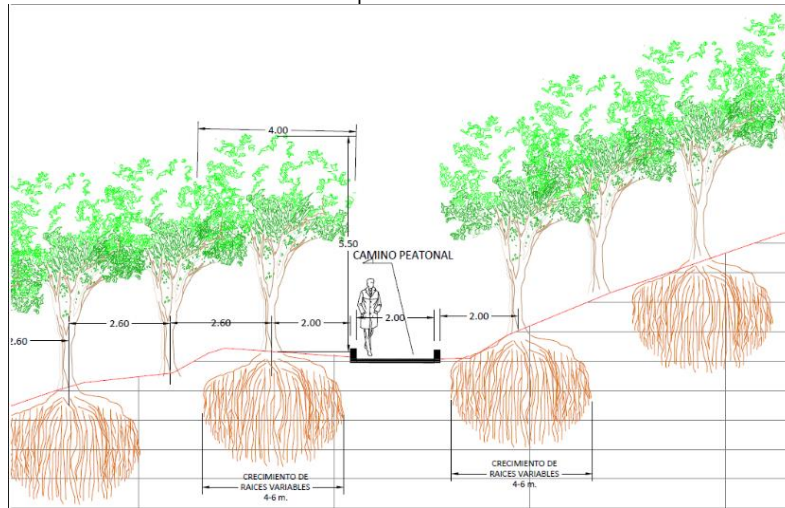 4.00
5.50
CAMINO PEATONAL
2.60
2.60
2.00
2.00
2.00
2.60
CRECIMIENTO DE
RAICES VARIABLES
4-6 m.
CRECIMIENTO DE
RAICES VARIABLES
4-6 m.